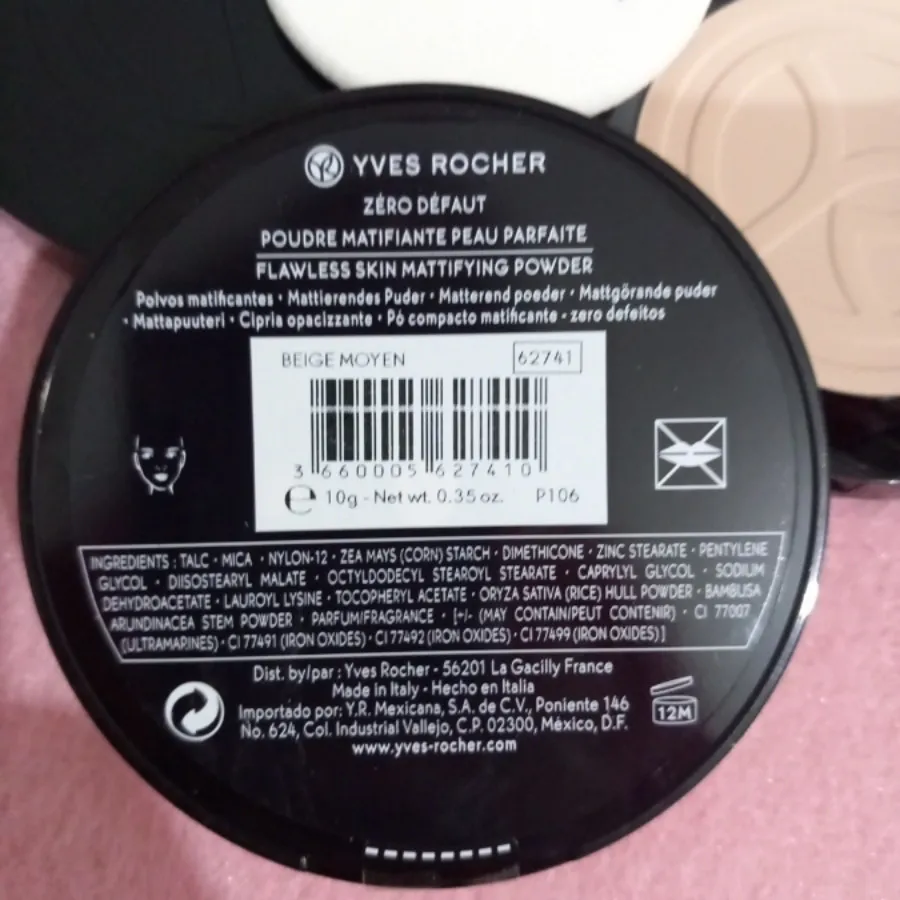 YVES ROCHER
ZÉRO DÉFAUT
POUDRE MATIFIANTE PEAU PARFAITE
FLAWLESS SKIN MATTIFYING POWDER
Polvos matificantes · Mattierendes Puder · Matterend poeder · Mattgörande puder
· Mattapuuteri · Cipria opacizzante · Pó compacto matificante - zero defeitos
BEIGE MOYEN 62741
3 660005 627410
e 10g - Net wt. 0.35 oz. P106
INGREDIENTS : TALC · MICA · NYLON-12 · ZEA MAYS (CORN) STARCH · DIMETHICONE · ZINC STEARATE · PENTYLENE
GLYCOL · DIISOSTEARYL MALATE · OCTYLDODECYL STEAROYL STEARATE · CAPRYLYL GLYCOL · SODIUM
DEHYDROACETATE · LAUROYL LYSINE · TOCOPHERYL ACETATE · ORYZA SATIVA (RICE) HULL POWDER · BAMBUSA
ARUNDINACEA STEM POWDER · PARFUM/FRAGRANCE · [+/- (MAY CONTAIN/PEUT CONTENIR) · CI 77007
(ULTRAMARINES) · CI 77491 (IRON OXIDES) · CI 77492 (IRON OXIDES) · CI 77499 (IRON OXIDES)]
Dist. by/par : Yves Rocher - 56201 La Gacilly France
Made in Italy - Hecho en Italia
Importado por: Y.R. Mexicana, S.A. de C.V., Poniente 146
No. 624, Col. Industrial Vallejo, C.P. 02300, México, D.F.
www.yves-rocher.com
12M